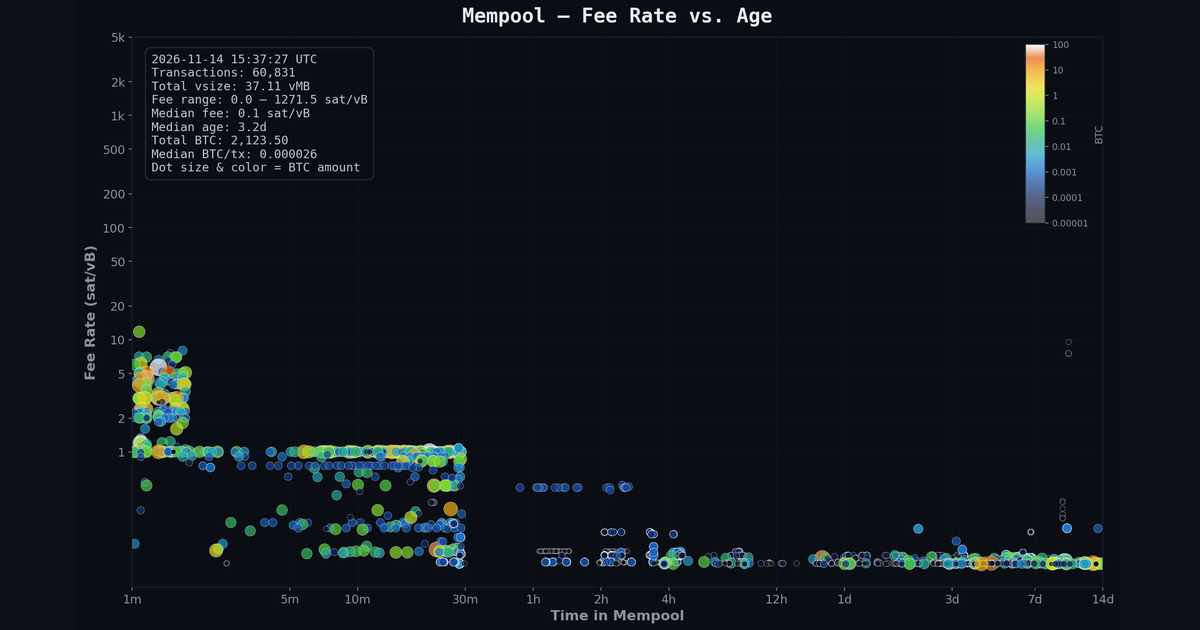 Mempool — Fee Rate vs. Age
2026-11-14 15:37:27 UTC
Transactions: 60,831
Total vsize: 37.11 vMB
Fee range: 0.0 — 1271.5 sat/vB
Median fee: 0.1 sat/vB
Median age: 3.2d
Total BTC: 2,123.50
Median BTC/tx: 0.000026
Dot size & color = BTC amount
100
10
1
0.1
0.01
0.001
0.0001
0.00001
BTC
Fee Rate (sat/vB)
5k
2k
1k
500
200
100
50
20
10
5
2
1
1m 5m 10m 30m 1h 2h 4h 12h 1d 3d 7d 14d
Time in Mempool